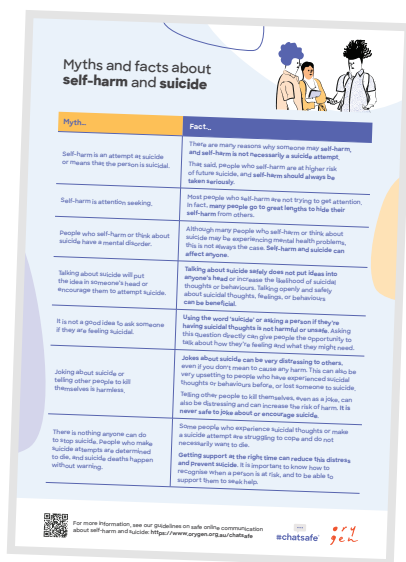 Myths and facts about
self-harm and suicide
Myth...
Fact...
Self-harm is an attempt at suicide
or means that the person is suicidal.
There are many reasons why someone may self-harm,
and self-harm is not necessarily a suicide attempt.
That said, people who self-harm are at higher risk
of future suicide, and self-harm should always be
taken seriously.
Self-harm is attention seeking.
Most people who self-harm are not trying to get attention.
In fact, many people go to great lengths to hide their
self-harm from others.
People who self-harm or think about
suicide have a mental disorder.
Although many people who self-harm or think about
suicide may be experiencing mental health problems,
this is not always the case. Self-harm and suicide can
affect anyone.
Talking about suicide will put
the idea in someone's head or
encourage them to attempt suicide.
Talking about suicide safely does not put ideas into
anyone's head or increase the likelihood of suicidal
thoughts or behaviours. Talking openly and safely
about suicidal thoughts, feelings, or behaviours
can be beneficial.
It is not a good idea to ask someone
if they are feeling suicidal.
Using the word 'suicide' or asking a person if they're
having suicidal thoughts is not harmful or unsafe. Asking
this question directly can give people the opportunity to
talk about how they're feeling and what they might need.
Joking about suicide or
telling other people to kill
themselves is harmless.
Jokes about suicide can be very distressing to others,
even if you don't mean to cause any harm. This can also be
very upsetting to people who have experienced suicidal
thoughts or behaviours before, or lost someone to suicide.
Telling other people to kill themselves, even as a joke, can
also be distressing and can increase the risk of harm. It is
never safe to joke about or encourage suicide.
There is nothing anyone can do
to stop suicide. People who make
suicide attempts are determined
to die, and suicide deaths happen
without warning.
Some people who experience suicidal thoughts or make
a suicide attempt are struggling to cope and do not
necessarily want to die.
Getting support at the right time can reduce this distress
and prevent suicide. It is important to know how to
recognise when a person is at risk, and to be able to
support them to seek help.
For more information, see our guidelines on safe online communication
about self-harm and suicide: https://www.orygen.org.au/chatsafe
#chatsafe
ory
gen